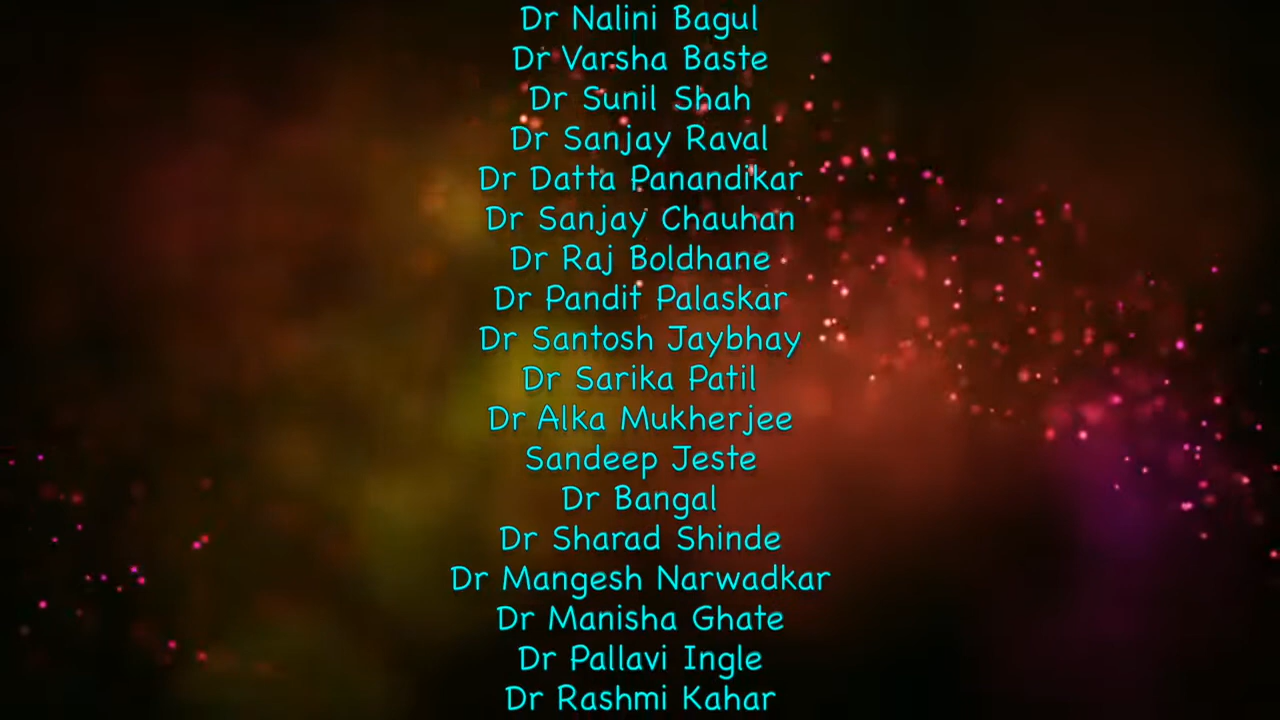 Dr Nalini Bagul
Dr Varsha Baste
Dr Sunil Shah
Dr Sanjay Raval
Dr Datta Panandikar
Dr Sanjay Chauhan
Dr Raj Boldhane
Dr Pandit Palaskar
Dr Santosh Jaybhay
Dr Sarika Patil
Dr Alka Mukherjee
Sandeep Jeste
Dr Bangal
Dr Sharad Shinde
Dr Mangesh Narwadkar
Dr Manisha Ghate
Dr Pallavi Ingle
Dr Rashmi Kahar